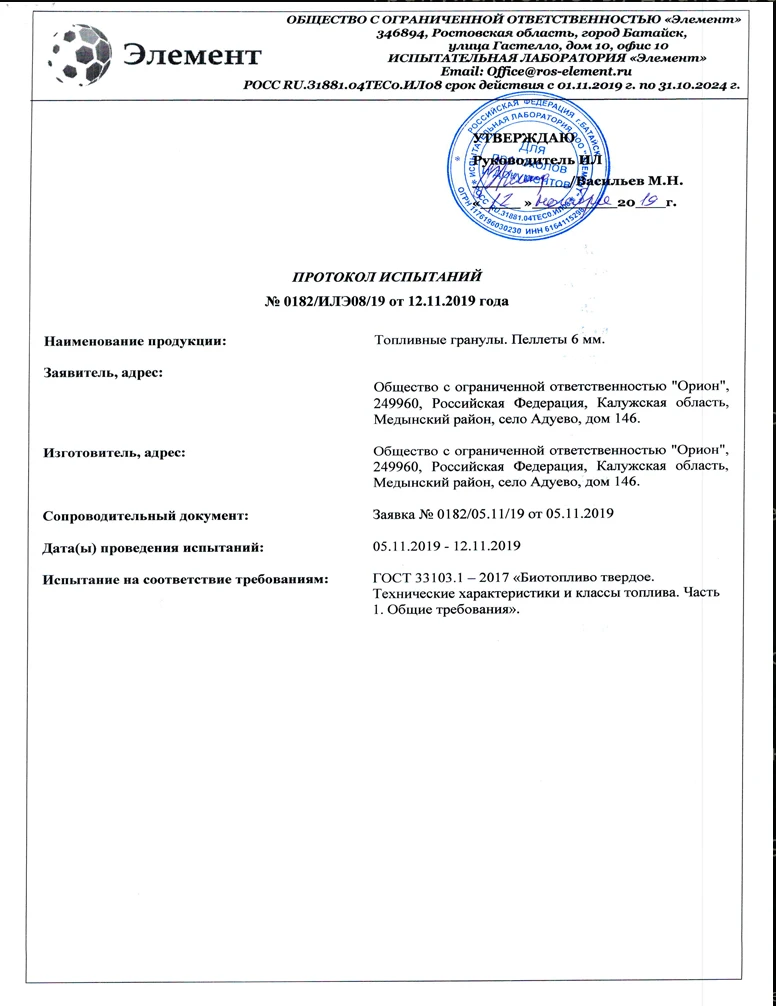 Элемент
ОБЩЕСТВО С ОГРАНИЧЕННОЙ ОТВЕТСТВЕННОСТЬЮ «Элемент»
346894, Ростовская область, город Батайск,
улица Гастелло, дом 10, офис 10
ИСПЫТАТЕЛЬНАЯ ЛАБОРАТОРИЯ «Элемент»
Email: Office@ros-element.ru
РОСС RU.31881.04ТЕС0.ИЛ08 срок действия с 01.11.2019 г. по 31.10.2024 г.
РОССИЙСКАЯ ФЕДЕРАЦИЯ г.БАТАЙСК
ИСПЫТАТЕЛЬНАЯ ЛАБОРАТОРИЯ ООО
Для
РОСС RU.31881.04ТЕС0.ИЛ08
ОГРН 1176196030230 ИНН
УТВЕРЖДАЮ
Руководитель ИЛ
/Васильев М.Н.
« 12 » ноября 2019 г.
ПРОТОКОЛ ИСПЫТАНИЙ
№ 0182/ИЛЭ08/19 от 12.11.2019 года
Наименование продукции: Топливные гранулы. Пеллеты 6 мм.
Заявитель, адрес:
Общество с ограниченной ответственностью "Орион",
249960, Российская Федерация, Калужская область,
Медынский район, село Адуево, дом 146.
Изготовитель, адрес: Общество с ограниченной ответственностью "Орион",
249960, Российская Федерация, Калужская область,
Медынский район, село Адуево, дом 146.
Сопроводительный документ: Заявка № 0182/05.11/19 от 05.11.2019
Дата(ы) проведения испытаний: 05.11.2019 - 12.11.2019
Испытание на соответствие требованиям: ГОСТ 33103.1 – 2017 «Биотопливо твердое.
Технические характеристики и классы топлива. Часть
1. Общие требования».